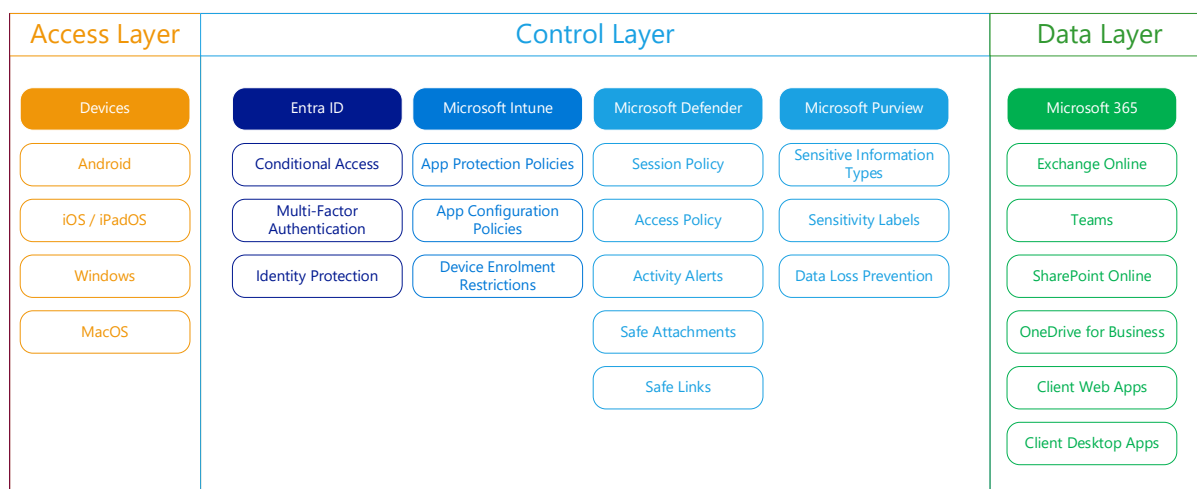 Access Layer
Control Layer
Data Layer
Devices
Android
iOS / iPadOS
Windows
MacOS
Entra ID
Conditional Access
Multi-Factor
Authentication
Identity Protection
Microsoft Intune
App Protection Policies
App Configuration
Policies
Device Enrolment
Restrictions
Microsoft Defender
Session Policy
Access Policy
Activity Alerts
Safe Attachments
Safe Links
Microsoft Purview
Sensitive Information
Types
Sensitivity Labels
Data Loss Prevention
Microsoft 365
Exchange Online
Teams
SharePoint Online
OneDrive for Business
Client Web Apps
Client Desktop Apps